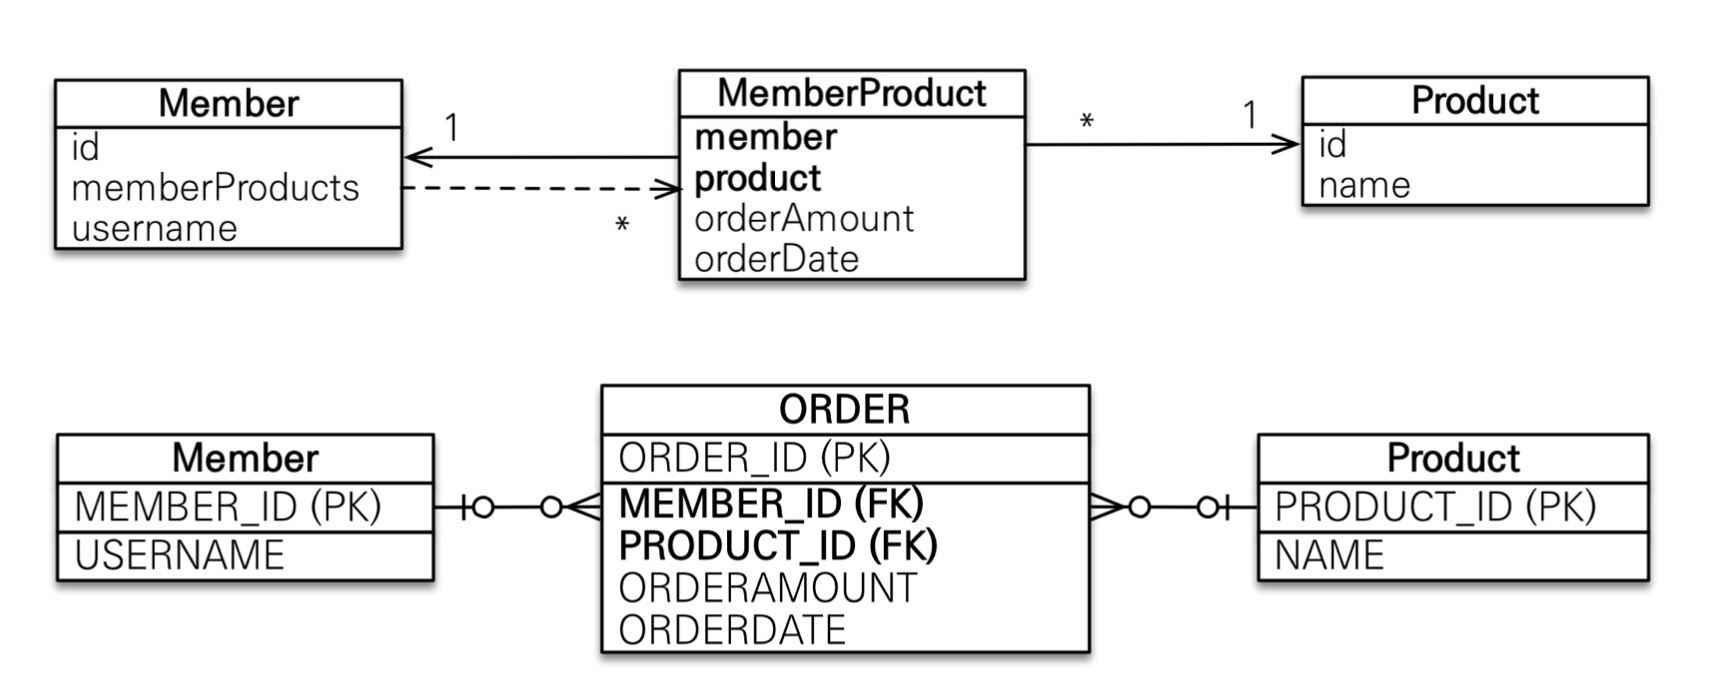 Member
id
memberProducts
username
1
*
MemberProduct
member
product
orderAmount
orderDate
*
1
Product
id
name
Member
MEMBER_ID (PK)
USERNAME
ORDER
ORDER_ID (PK)
MEMBER_ID (FK)
PRODUCT_ID (FK)
ORDERAMOUNT
ORDERDATE
Product
PRODUCT_ID (PK)
NAME